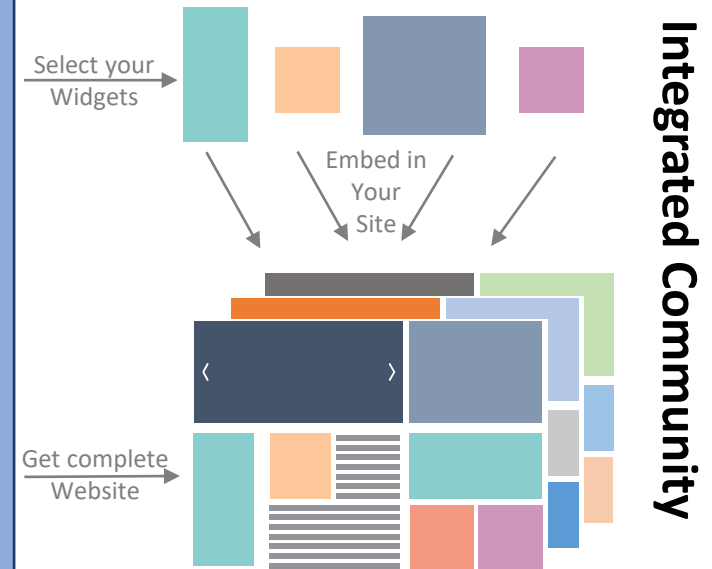 Select your
Widgets
Embed in
Your
Site
Get complete
Website
Integrated Community